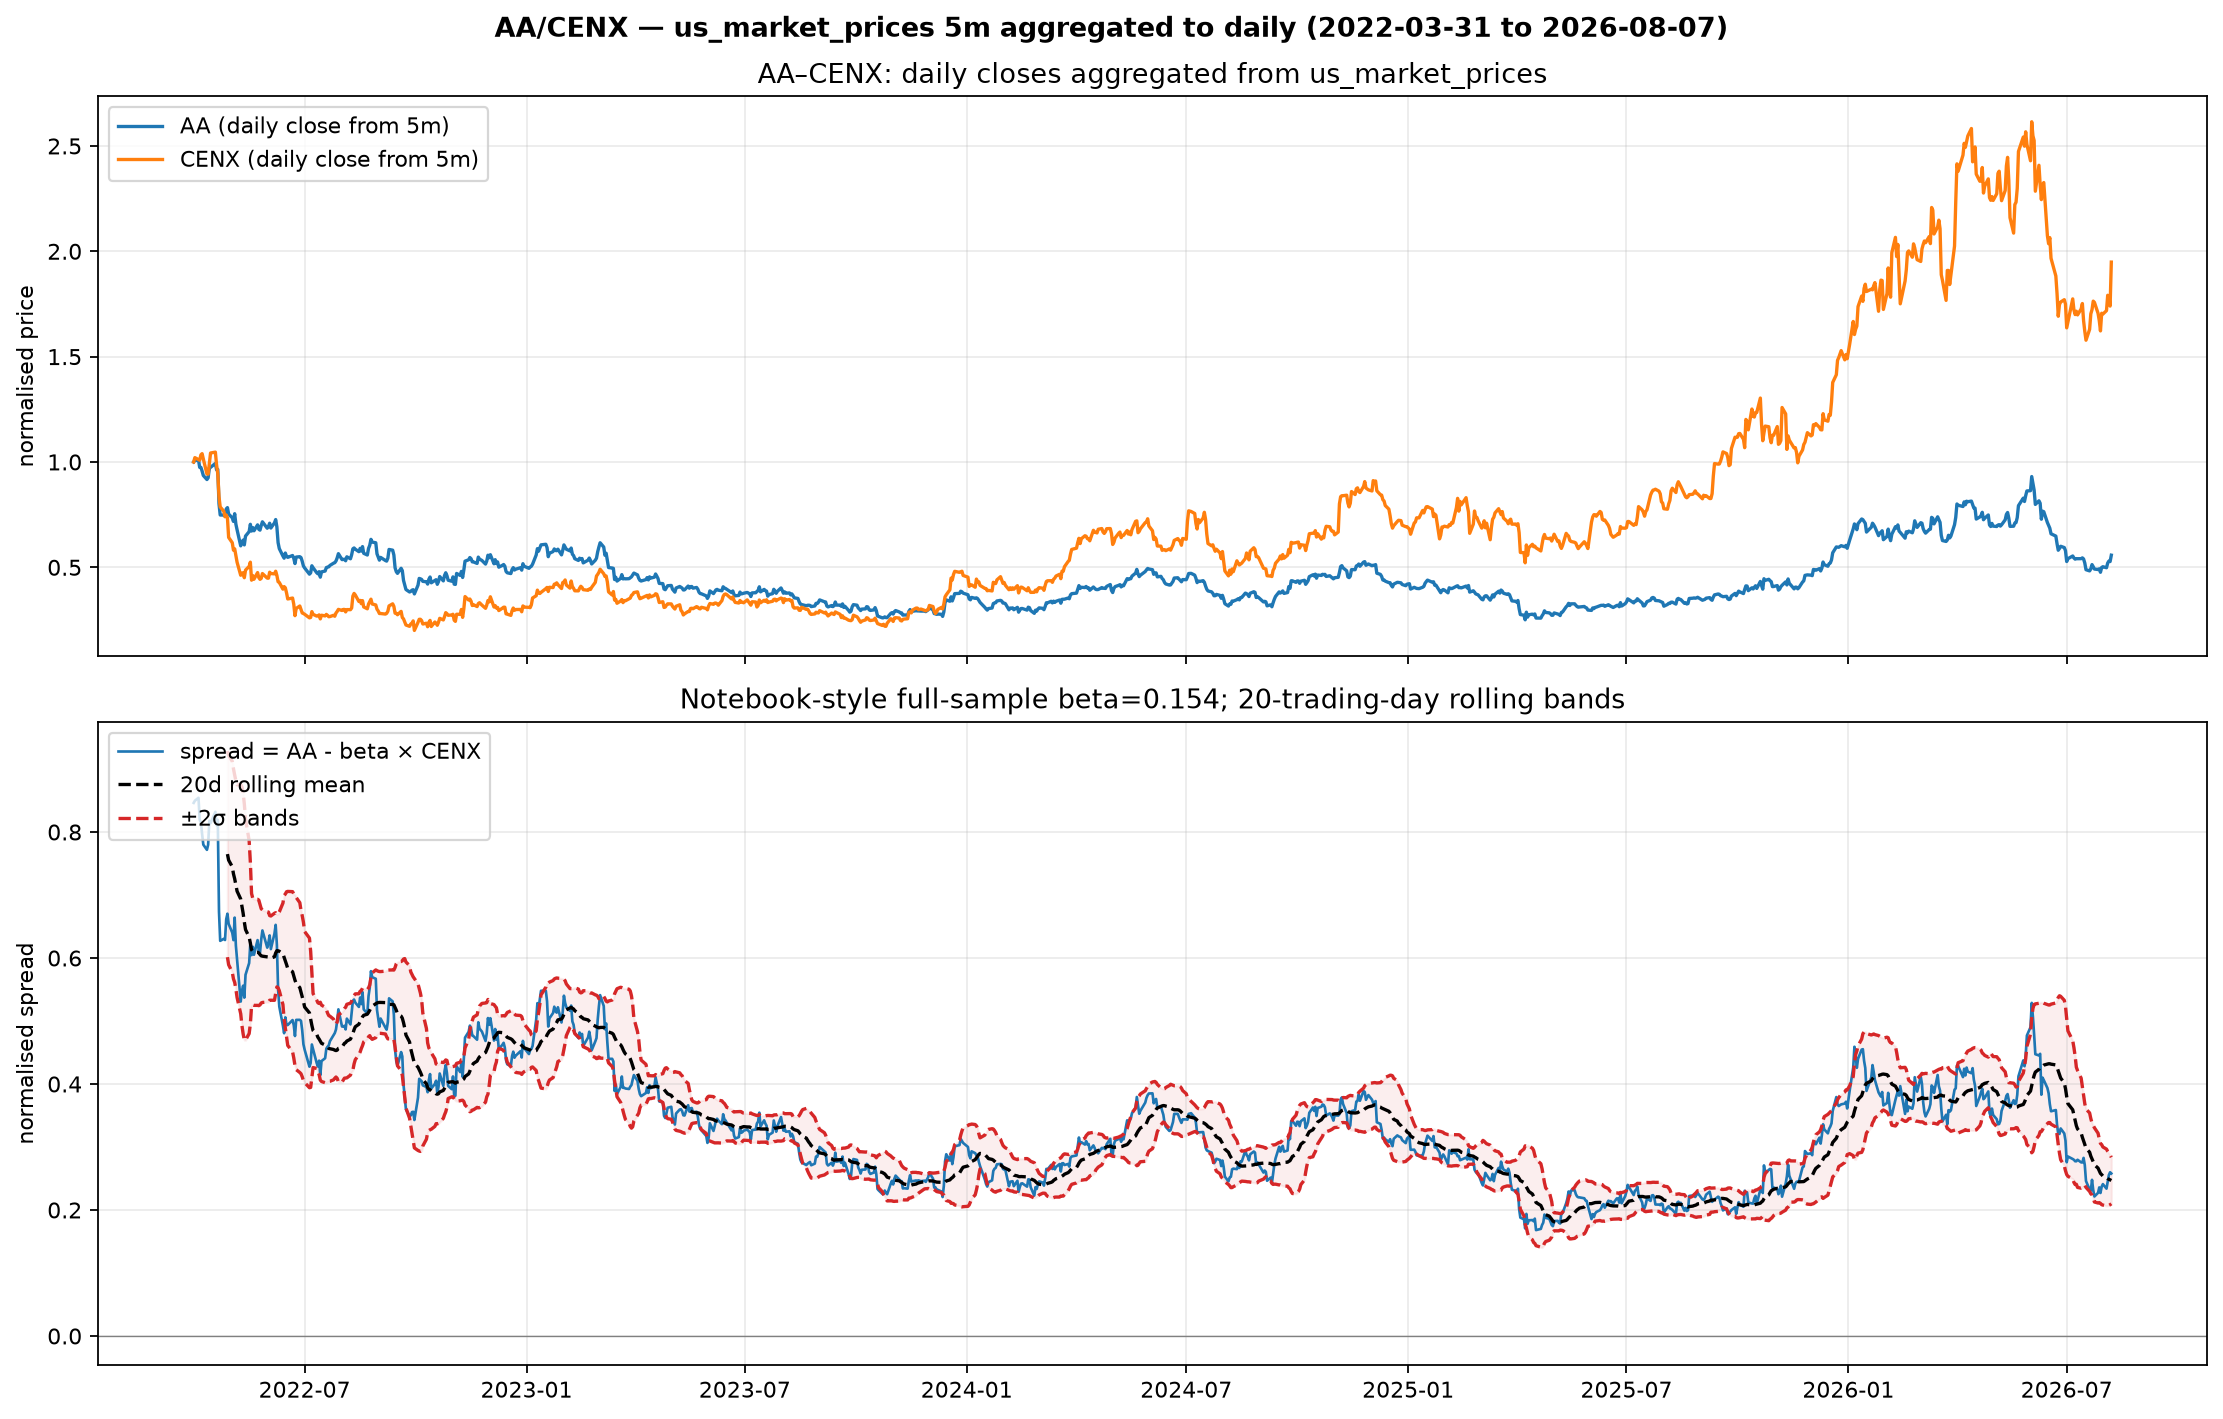 AA/CENX — us_market_prices 5m aggregated to daily (2022-03-31 to 2026-08-07)
AA–CENX: daily closes aggregated from us_market_prices
AA (daily close from 5m)
CENX (daily close from 5m)
normalised price
2.5
2.0
1.5
1.0
0.5
Notebook-style full-sample beta=0.154; 20-trading-day rolling bands
spread = AA - beta × CENX
20d rolling mean
±2σ bands
normalised spread
0.8
0.6
0.4
0.2
0.0
2022-07 2023-01 2023-07 2024-01 2024-07 2025-01 2025-07 2026-01 2026-07